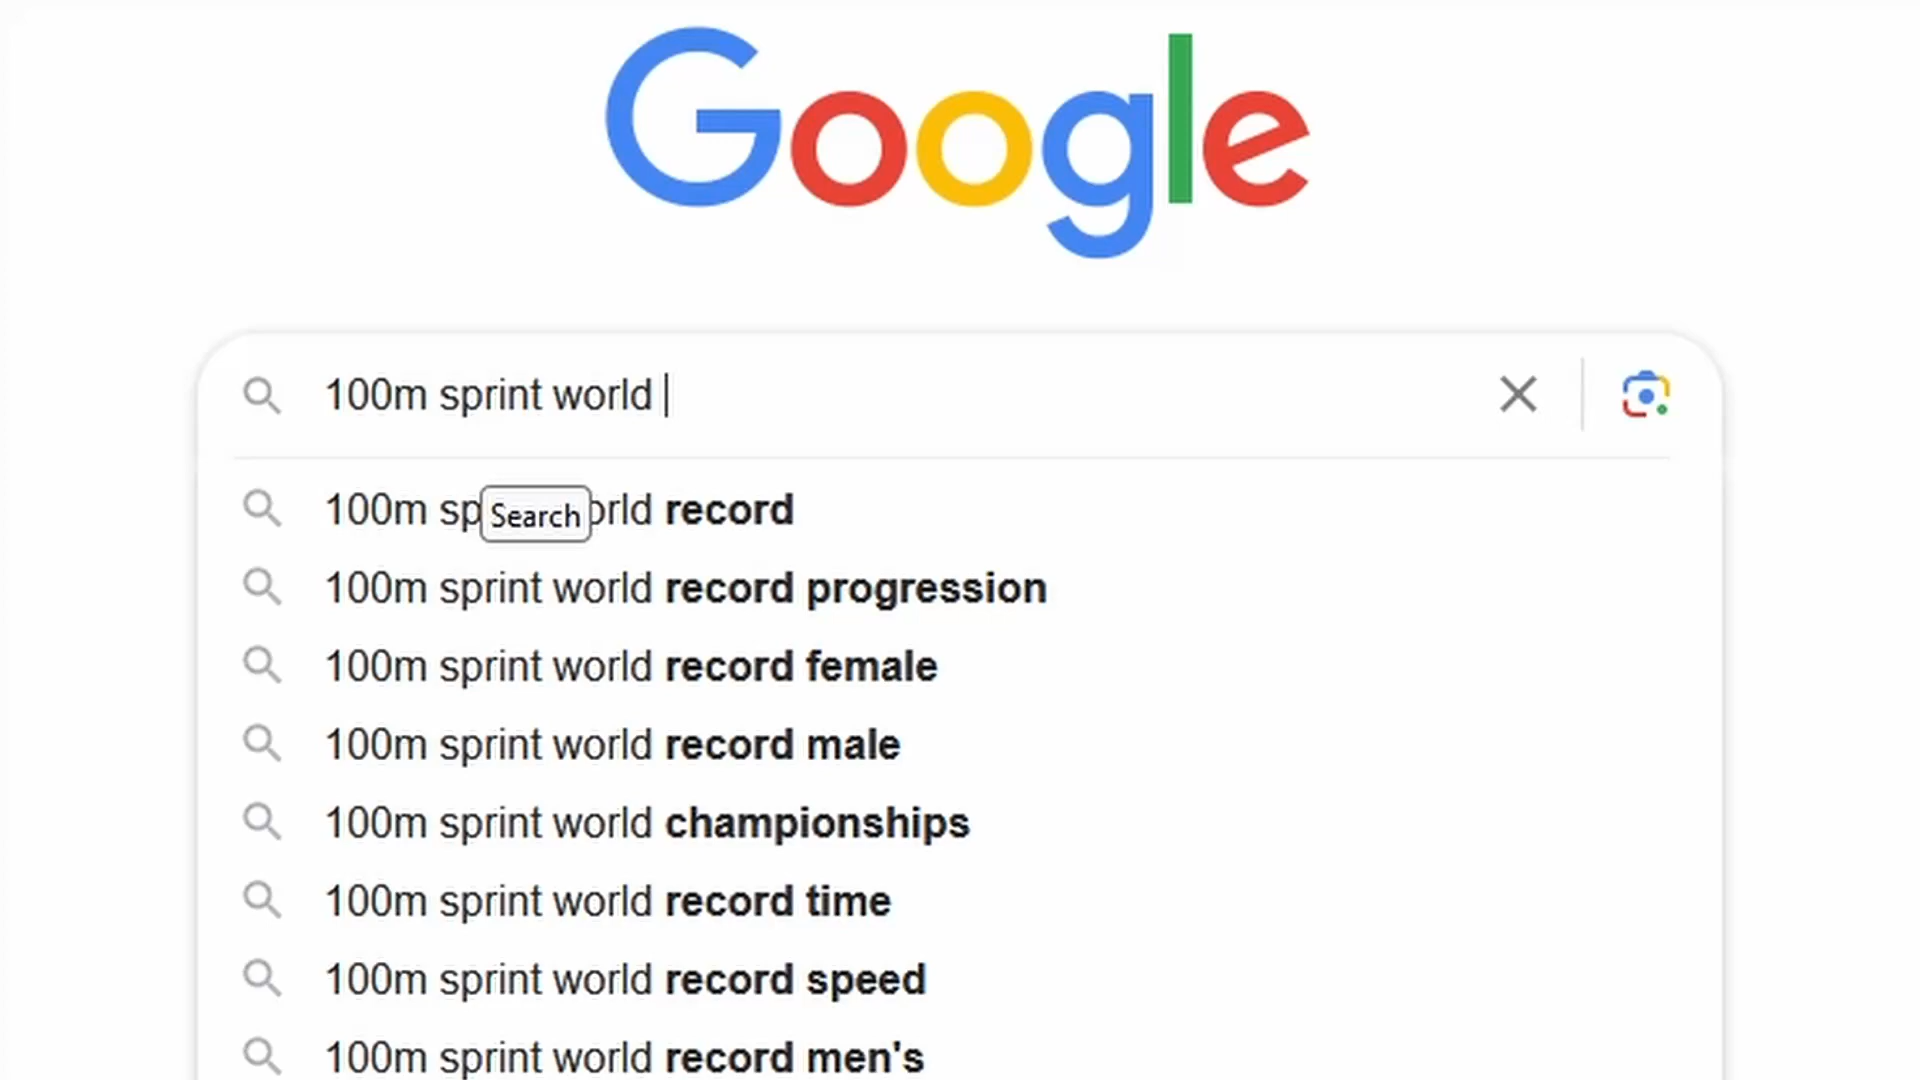 Google
100m sprint world
100m sp orld record
Search
100m sprint world record progression
100m sprint world record female
100m sprint world record male
100m sprint world championships
100m sprint world record time
100m sprint world record speed
100m sprint world record men's